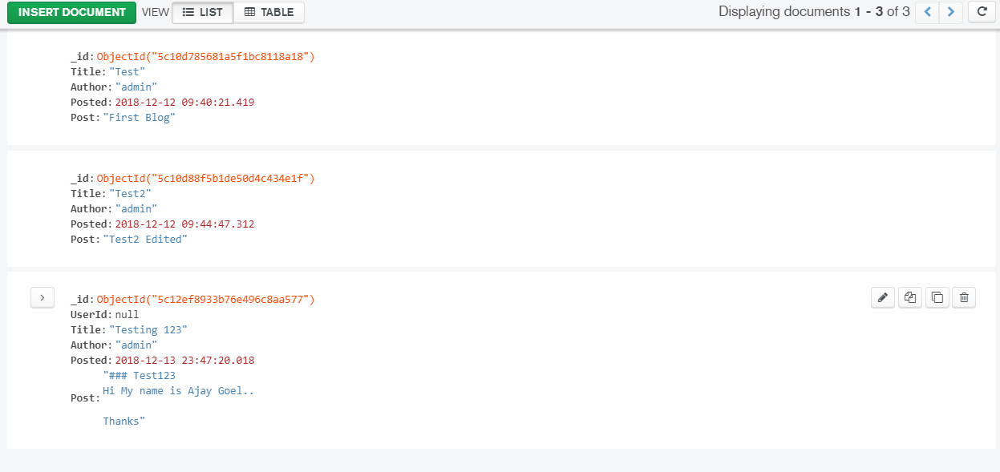 INSERT DOCUMENT VIEW LIST TABLE Displaying documents 1 - 3 of 3
_id: ObjectId("5c10d785681a5f1bc8118a18")
Title: "Test"
Author: "admin"
Posted: 2018-12-12 09:40:21.419
Post: "First Blog"
_id: ObjectId("5c10d88f5b1de50d4c434e1f")
Title: "Test2"
Author: "admin"
Posted: 2018-12-12 09:44:47.312
Post: "Test2 Edited"
_id: ObjectId("5c12ef8933b76e496c8aa577")
UserId: null
Title: "Testing 123"
Author: "admin"
Posted: 2018-12-13 23:47:20.018
"### Test123
Hi My name is Ajay Goel..
Post:
Thanks"